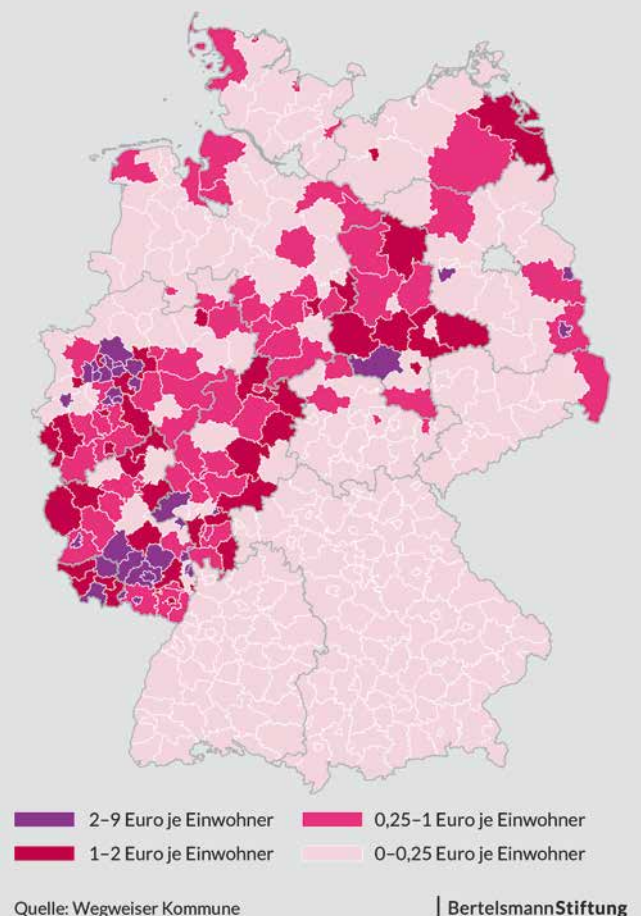 2–9 Euro je Einwohner
0,25–1 Euro je Einwohner
1–2 Euro je Einwohner
0–0,25 Euro je Einwohner
Quelle: Wegweiser Kommune
BertelsmannStiftung